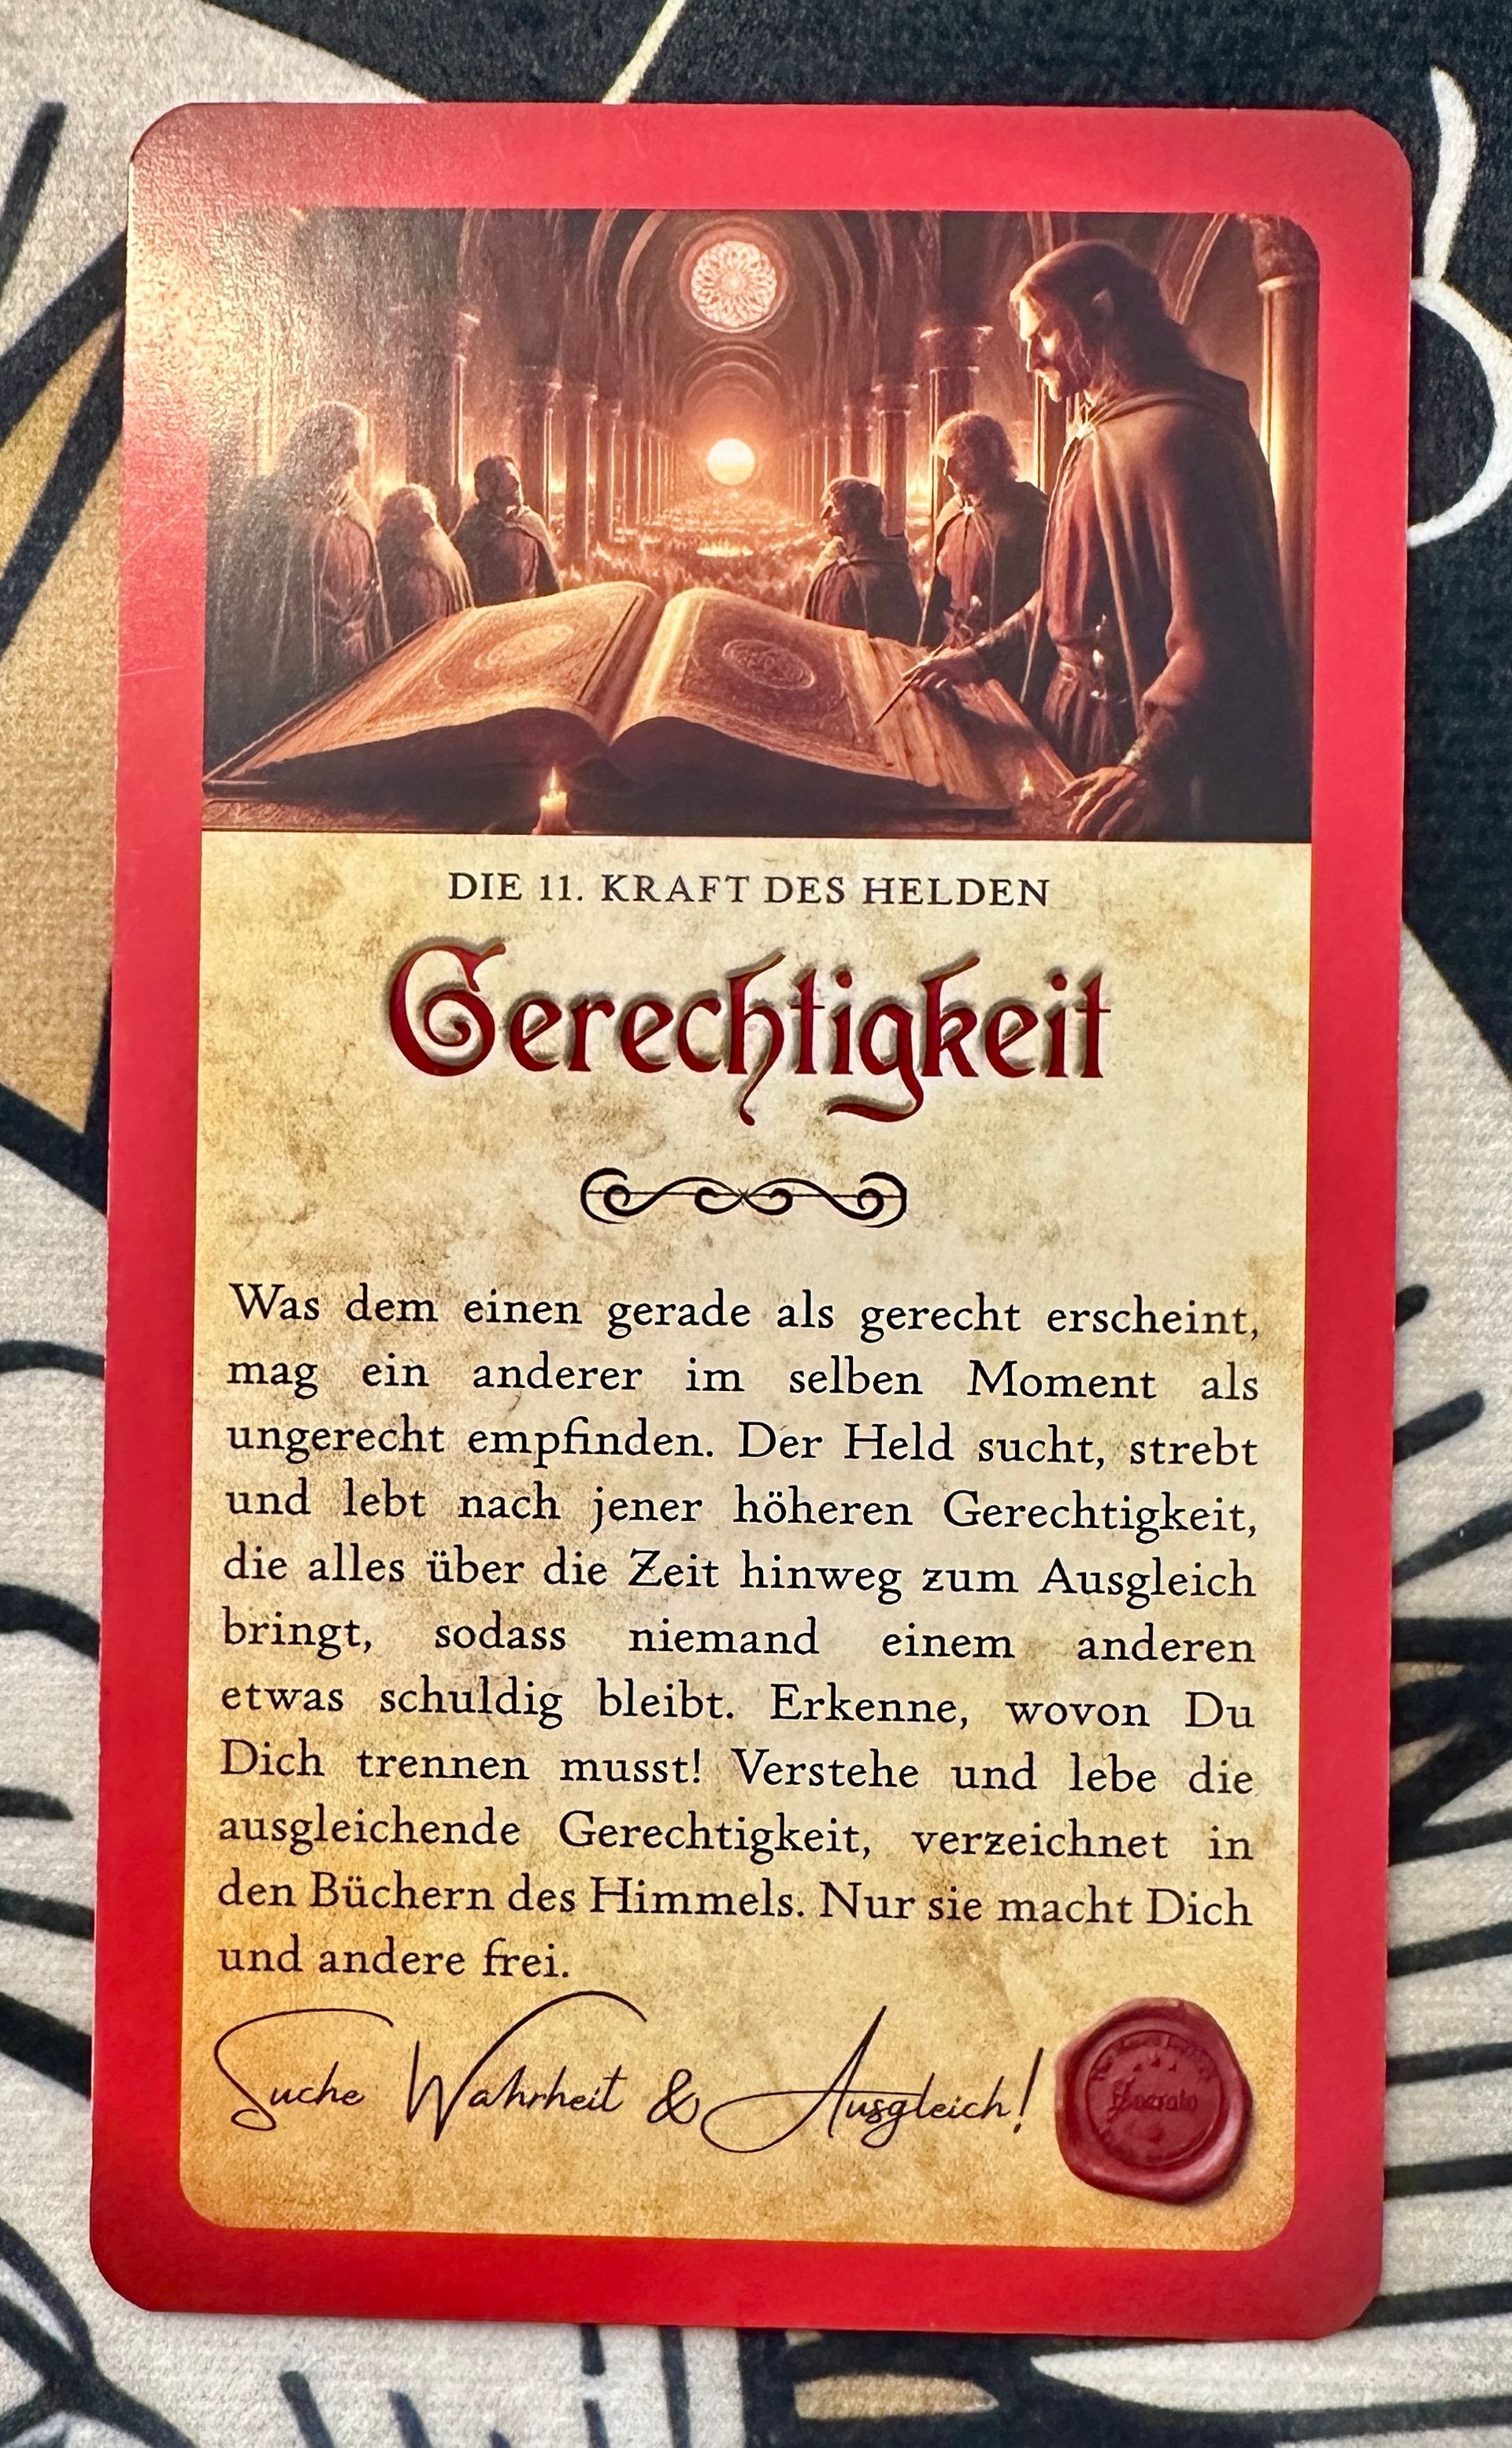 DIE 11. KRAFT DES HELDEN
Gerechtigkeit
Was dem einen gerade als gerecht erscheint,
mag ein anderer im selben Moment als
ungerecht empfinden. Der Held sucht, strebt
und lebt nach jener höheren Gerechtigkeit,
die alles über die Zeit hinweg zum Ausgleich
bringt, sodass niemand einem anderen
etwas schuldig bleibt. Erkenne, wovon Du
Dich trennen musst! Verstehe und lebe die
ausgleichende Gerechtigkeit, verzeichnet in
den Büchern des Himmels. Nur sie macht Dich
und andere frei.
Suche Wahrheit & Ausgleich!